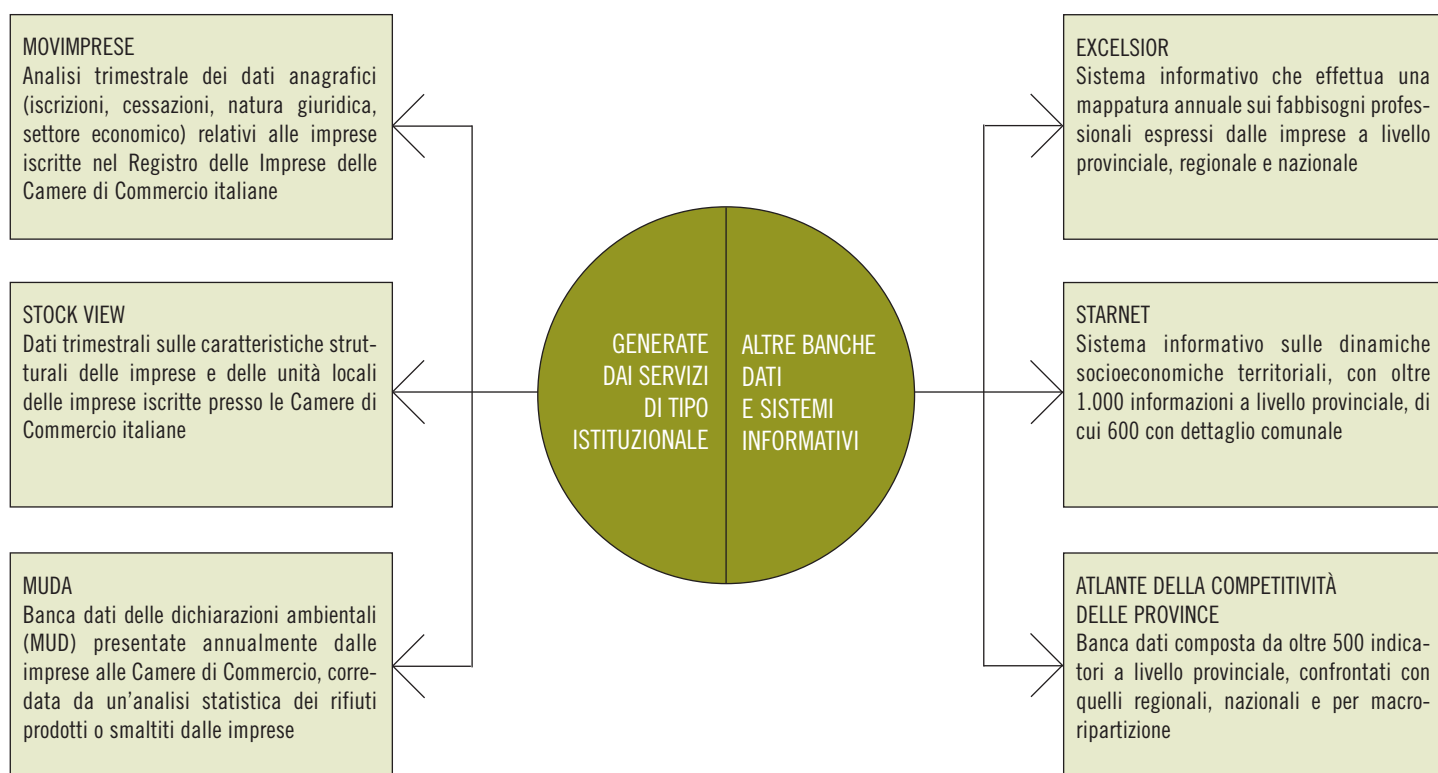 MOVIMPRESE
Analisi trimestrale dei dati anagrafici
(iscrizioni, cessazioni, natura giuridica,
settore economico) relativi alle imprese
iscritte nel Registro delle Imprese delle
Camere di Commercio italiane
STOCK VIEW
Dati trimestrali sulle caratteristiche strut-
turali delle imprese e delle unità locali
delle imprese iscritte presso le Camere di
Commercio italiane
MUDA
Banca dati delle dichiarazioni ambientali
(MUD) presentate annualmente dalle
imprese alle Camere di Commercio, corre-
data da un'analisi statistica dei rifiuti
prodotti o smaltiti dalle imprese
GENERATE
DAI SERVIZI
DI TIPO
ISTITUZIONALE
ALTRE BANCHE
DATI
E SISTEMI
INFORMATIVI
EXCELSIOR
Sistema informativo che effettua una
mappatura annuale sui fabbisogni profes-
sionali espressi dalle imprese a livello
provinciale, regionale e nazionale
STARNET
Sistema informativo sulle dinamiche
socioeconomiche territoriali, con oltre
1.000 informazioni a livello provinciale, di
cui 600 con dettaglio comunale
ATLANTE DELLA COMPETITIVITÀ
DELLE PROVINCE
Banca dati composta da oltre 500 indica-
tori a livello provinciale, confrontati con
quelli regionali, nazionali e per macro-
ripartizione